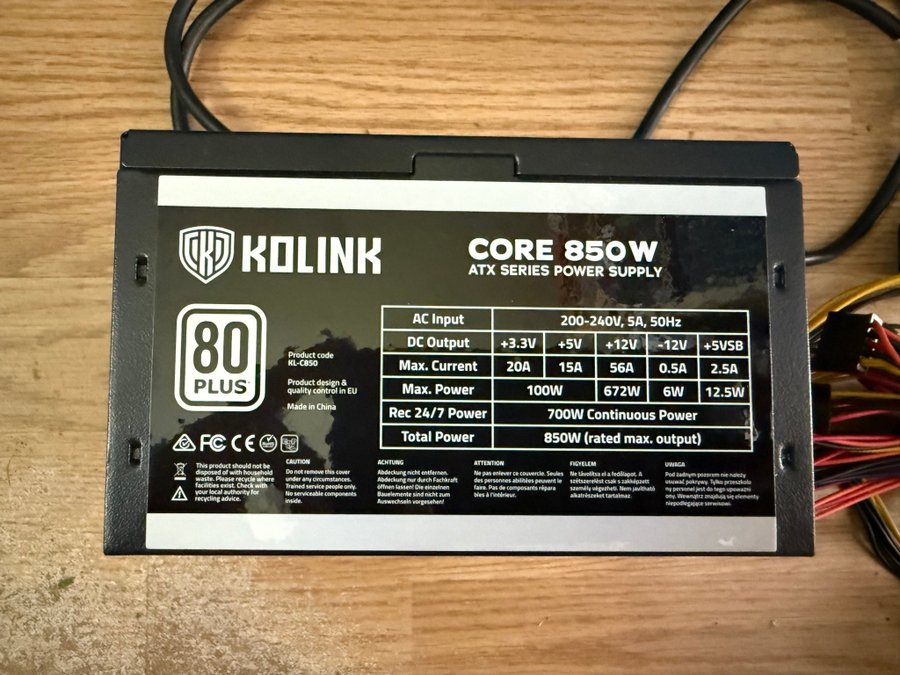 KOLINK
CORE 850W
ATX SERIES POWER SUPPLY
80
PLUS
Product code
KL-C850
Product design &
quality control in EU
Made in China
AC Input 200-240V, 5A, 50Hz
DC Output +3.3V +5V +12V -12V +5VSB
Max. Current 20A 15A 56A 0.5A 2.5A
Max. Power 100W 672W 6W 12.5W
Rec 24/7 Power 700W Continuous Power
Total Power 850W (rated max. output)
FC CE
This product should not be
disposed of with household
waste. Please recycle where
facilities exist. Check with
your local authority for
recycling advice.
CAUTION
Do not remove this cover
under any circumstances.
Trained service people only.
No serviceable components
inside.
ACHTUNG
Abdeckung nicht entfernen.
Abdeckung nur durch Fachkraft
öffnen lassen! Die einzelnen
Bauelemente sind nicht zum
Auswechseln vorgesehen!
ATTENTION
Ne pas enlever ce couvercle. Seules
des personnes abilitées peuvent le
faire. Pas de composants répara
bles à l'intérieur.
FIGYELEM
Ne távolítsa el a fedőlapot. A
szétszerelést csak a szakképzett
személy végezheti. Nem javítható
alkatrészeket tartalmaz.
UWAGA
Pod żadnym pozorem nie należy
usuwać pokrywy. Tylko przeszkolo
ny personel jest do tego upoważni
ony. Wewnątrz znajdują się elementy
niepodlegające serwisowi.